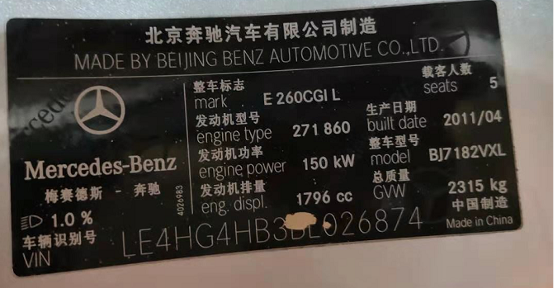 北京奔驰汽车有限公司制造
MADE BY BEIJING BENZ AUTOMOTIVE CO.,LTD.
整车标志 mark E 260CGI L
载客人数 seats 5
发动机型号 engine type 271 860
生产日期 built date 2011/04
发动机功率 engine power 150 kW
整车型号 model BJ7182VXL
发动机排量 eng. displ. 1796 cc
总质量 GVW 2315 kg
中国制造
Made in China
Mercedes-Benz
梅赛德斯 - 奔驰
4026983
1.0 %
车辆识别号
VIN LE4HG4HB3BL026874